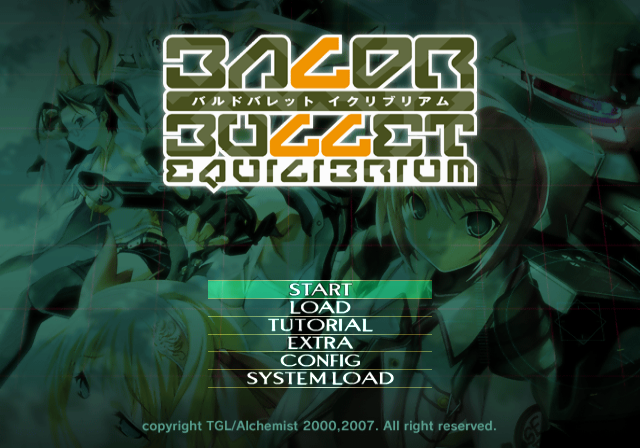 BALDR
バルドバレット イクリブリアム
BULLET
EQUILIBRIUM
START
LOAD
TUTORIAL
EXTRA
CONFIG
SYSTEM LOAD
copyright TGL/Alchemist 2000,2007. All right reserved.